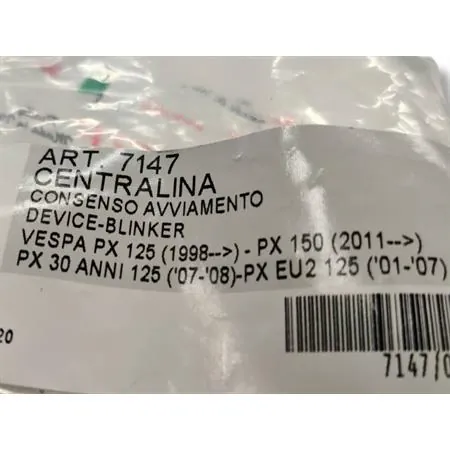 ART. 7147
CENTRALINA
CONSENSO AVVIAMENTO
DEVICE-BLINKER
VESPA PX 125 (1998-->) - PX 150 (2011-->)
PX 30 ANNI 125 ('07-'08)-PX EU2 125 ('01-'07)
20
7147/0